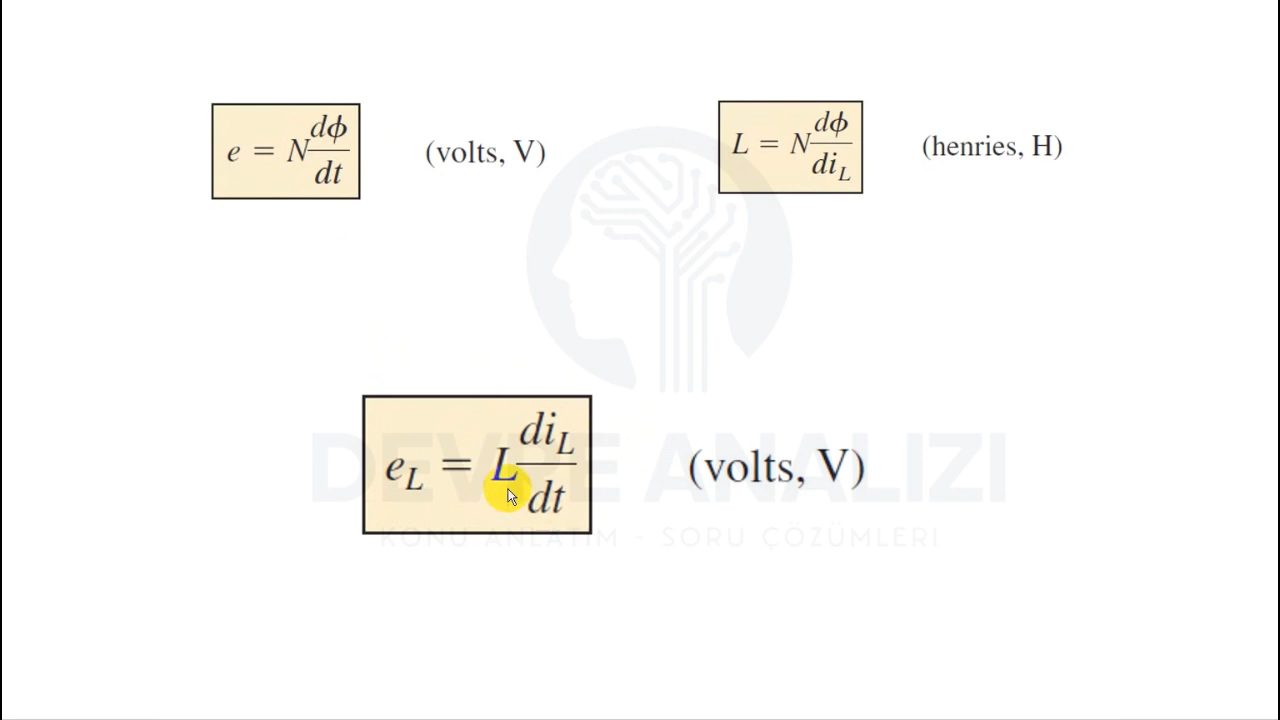 e = N dϕ/dt (volts, V)
L = N dϕ/di_L (henries, H)
e_L = L di_L/dt (volts, V)
DEVRE ANALIZI
KONU ANLATIM - SORU ÇÖZÜMLERI